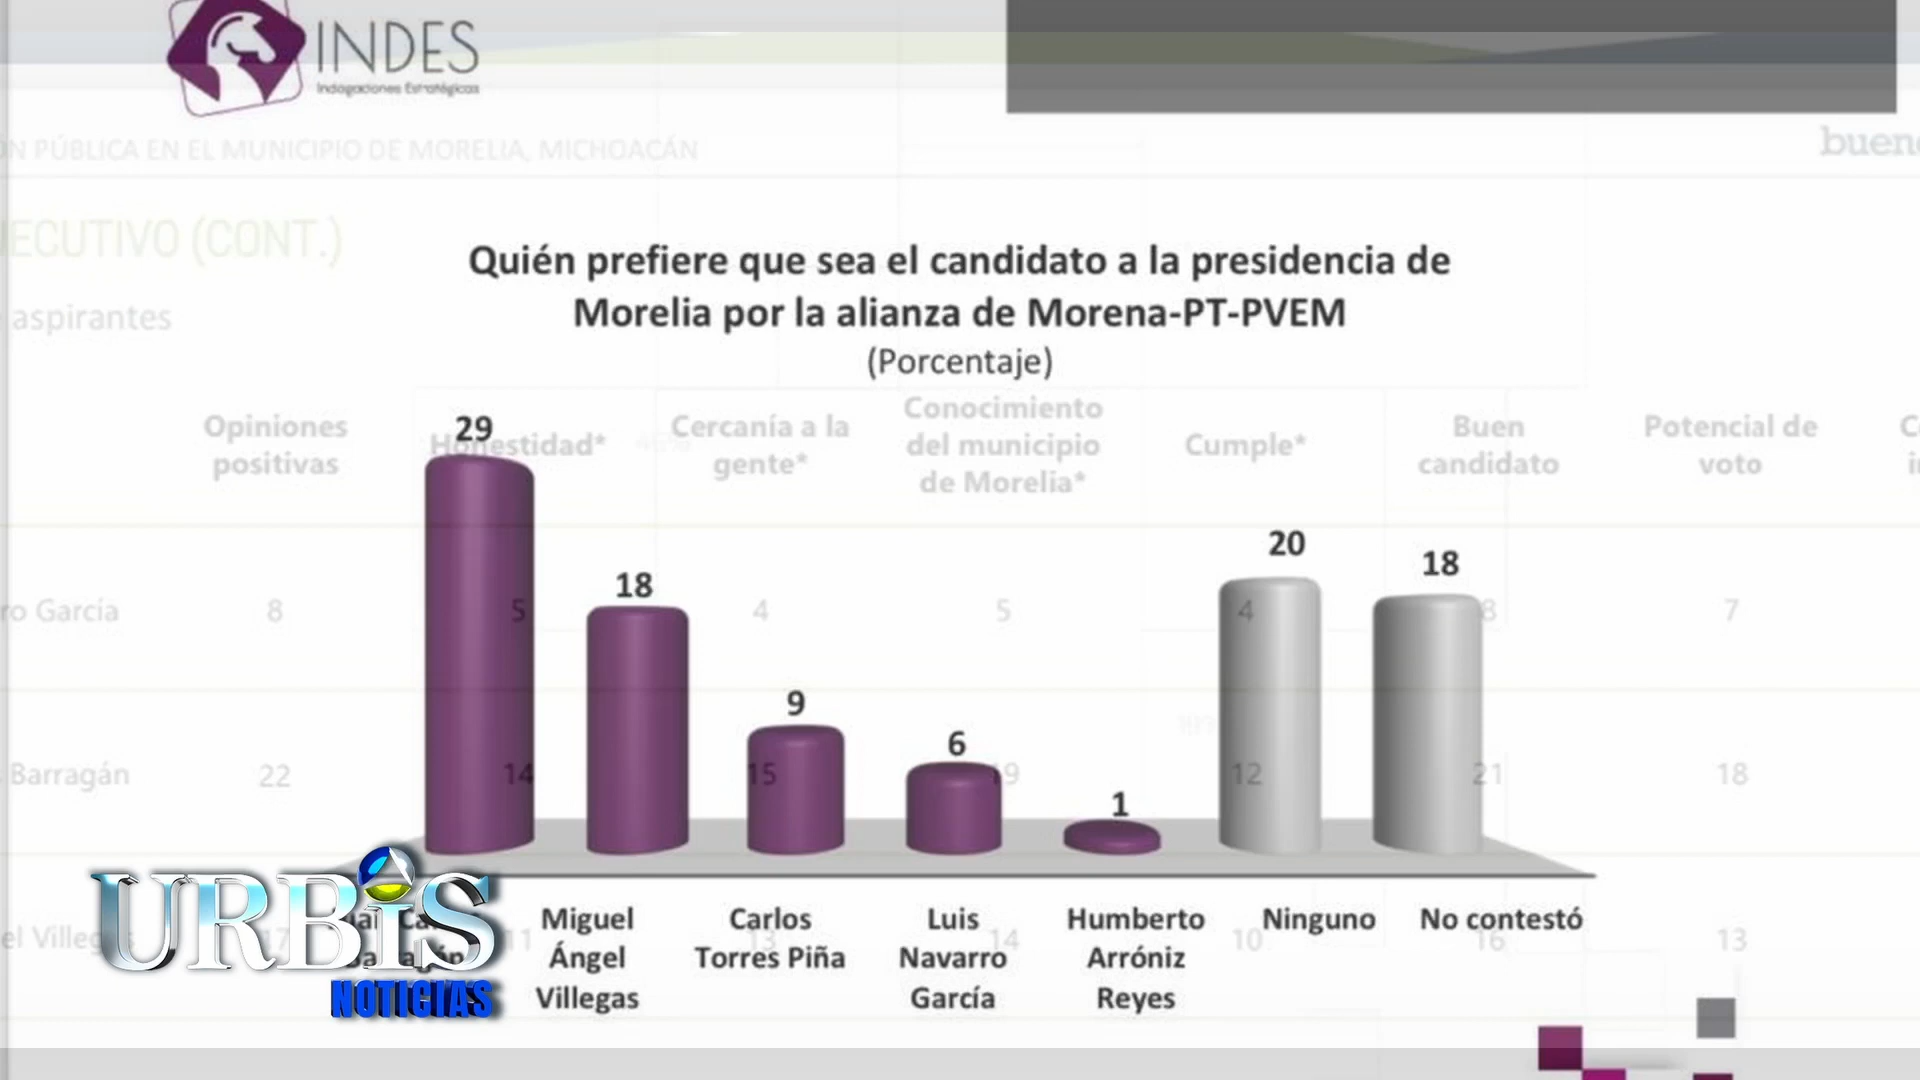 INDES
Indagaciones Estratégicas
ÓN PÚBLICA EN EL MUNICIPIO DE MORELIA, MICHOACÁN
buen
JECUTIVO (CONT.)
aspirantes
Quién prefiere que sea el candidato a la presidencia de
Morelia por la alianza de Morena-PT-PVEM
(Porcentaje)
Opiniones
positivas
Honestidad*
Cercanía a la
gente*
Conocimiento
del municipio
de Morelia*
Cumple*
Buen
candidato
Potencial de
voto
29
18
9
6
1
20
18
ro García 8 5 4 5 4 8 7
Barragán 22 14 15 19 12 21 18
el Villegas 17 11 13 14 10 16 13
Miguel
Ángel
Villegas
Carlos
Torres Piña
Luis
Navarro
García
Humberto
Arróniz
Reyes
Ninguno
No contestó
URBIS
NOTICIAS